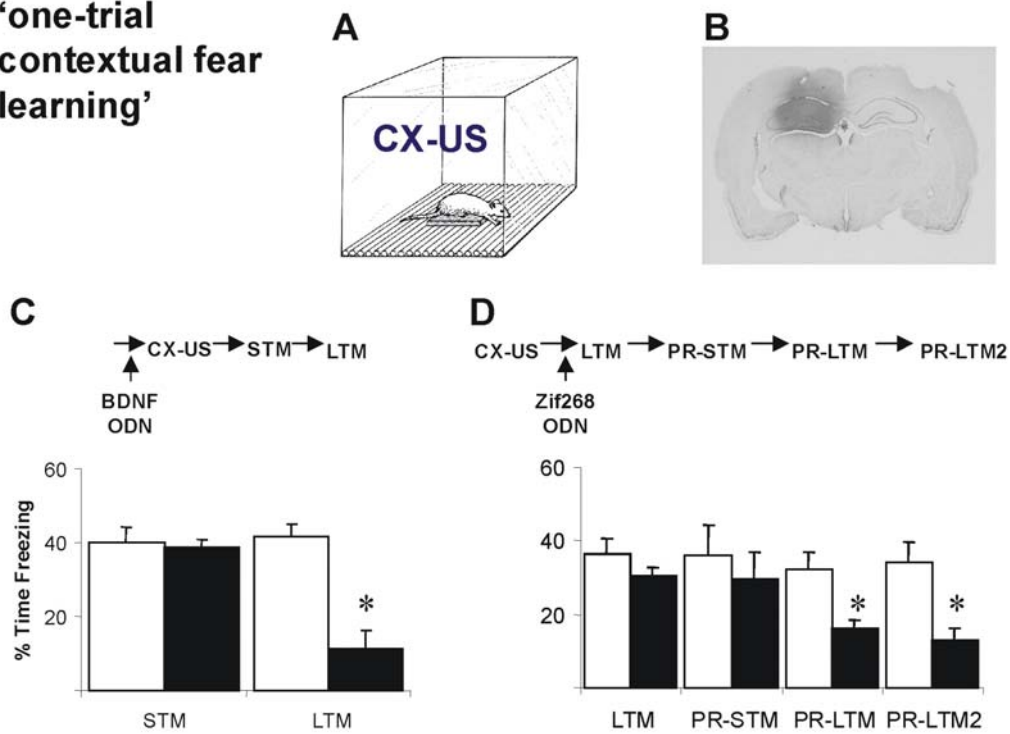 ‘one-trial
contextual fear
learning’
A
CX-US
B
C
CX-US STM LTM
BDNF
ODN
60
40
20
% Time Freezing
*
STM LTM
D
CX-US LTM PR-STM PR-LTM PR-LTM2
Zif268
ODN
60
40
20
* *
LTM PR-STM PR-LTM PR-LTM2